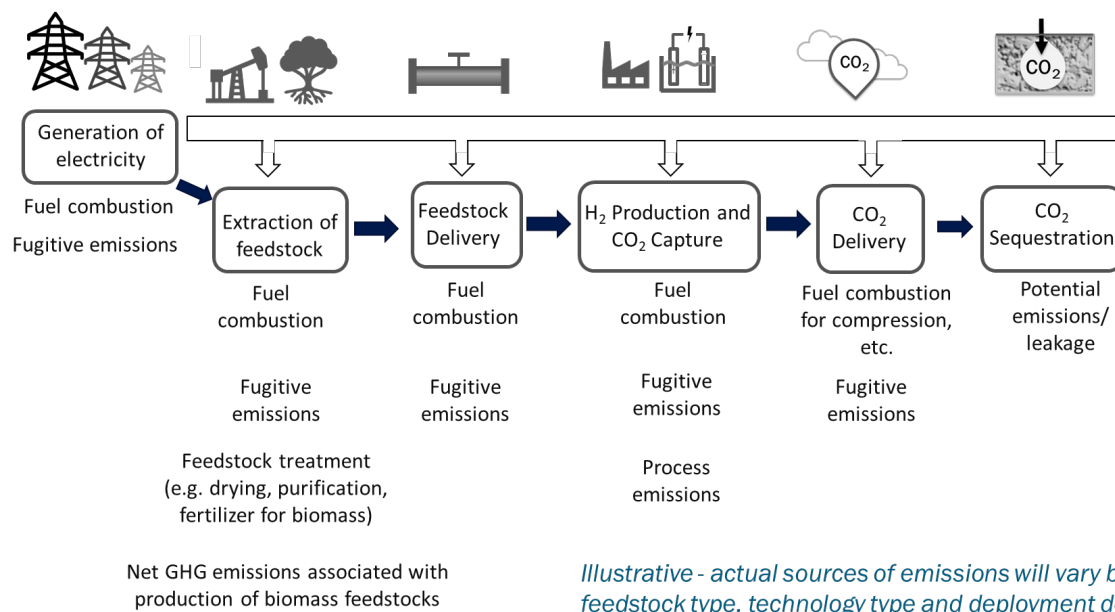 CO₂
CO₂
Generation of
electricity
Fuel combustion
Fugitive emissions
Extraction of
feedstock
Fuel
combustion
Fugitive
emissions
Feedstock treatment
(e.g. drying, purification,
fertilizer for biomass)
Net GHG emissions associated with
production of biomass feedstocks
Feedstock
Delivery
Fuel
combustion
Fugitive
emissions
H₂ Production and
CO₂ Capture
Fuel
combustion
Fugitive
emissions
Process
emissions
CO₂
Delivery
Fuel combustion
for compression,
etc.
Fugitive
emissions
CO₂
Sequestration
Potential
emissions/
leakage
Illustrative - actual sources of emissions will vary b
feedstock type, technology type and deployment d